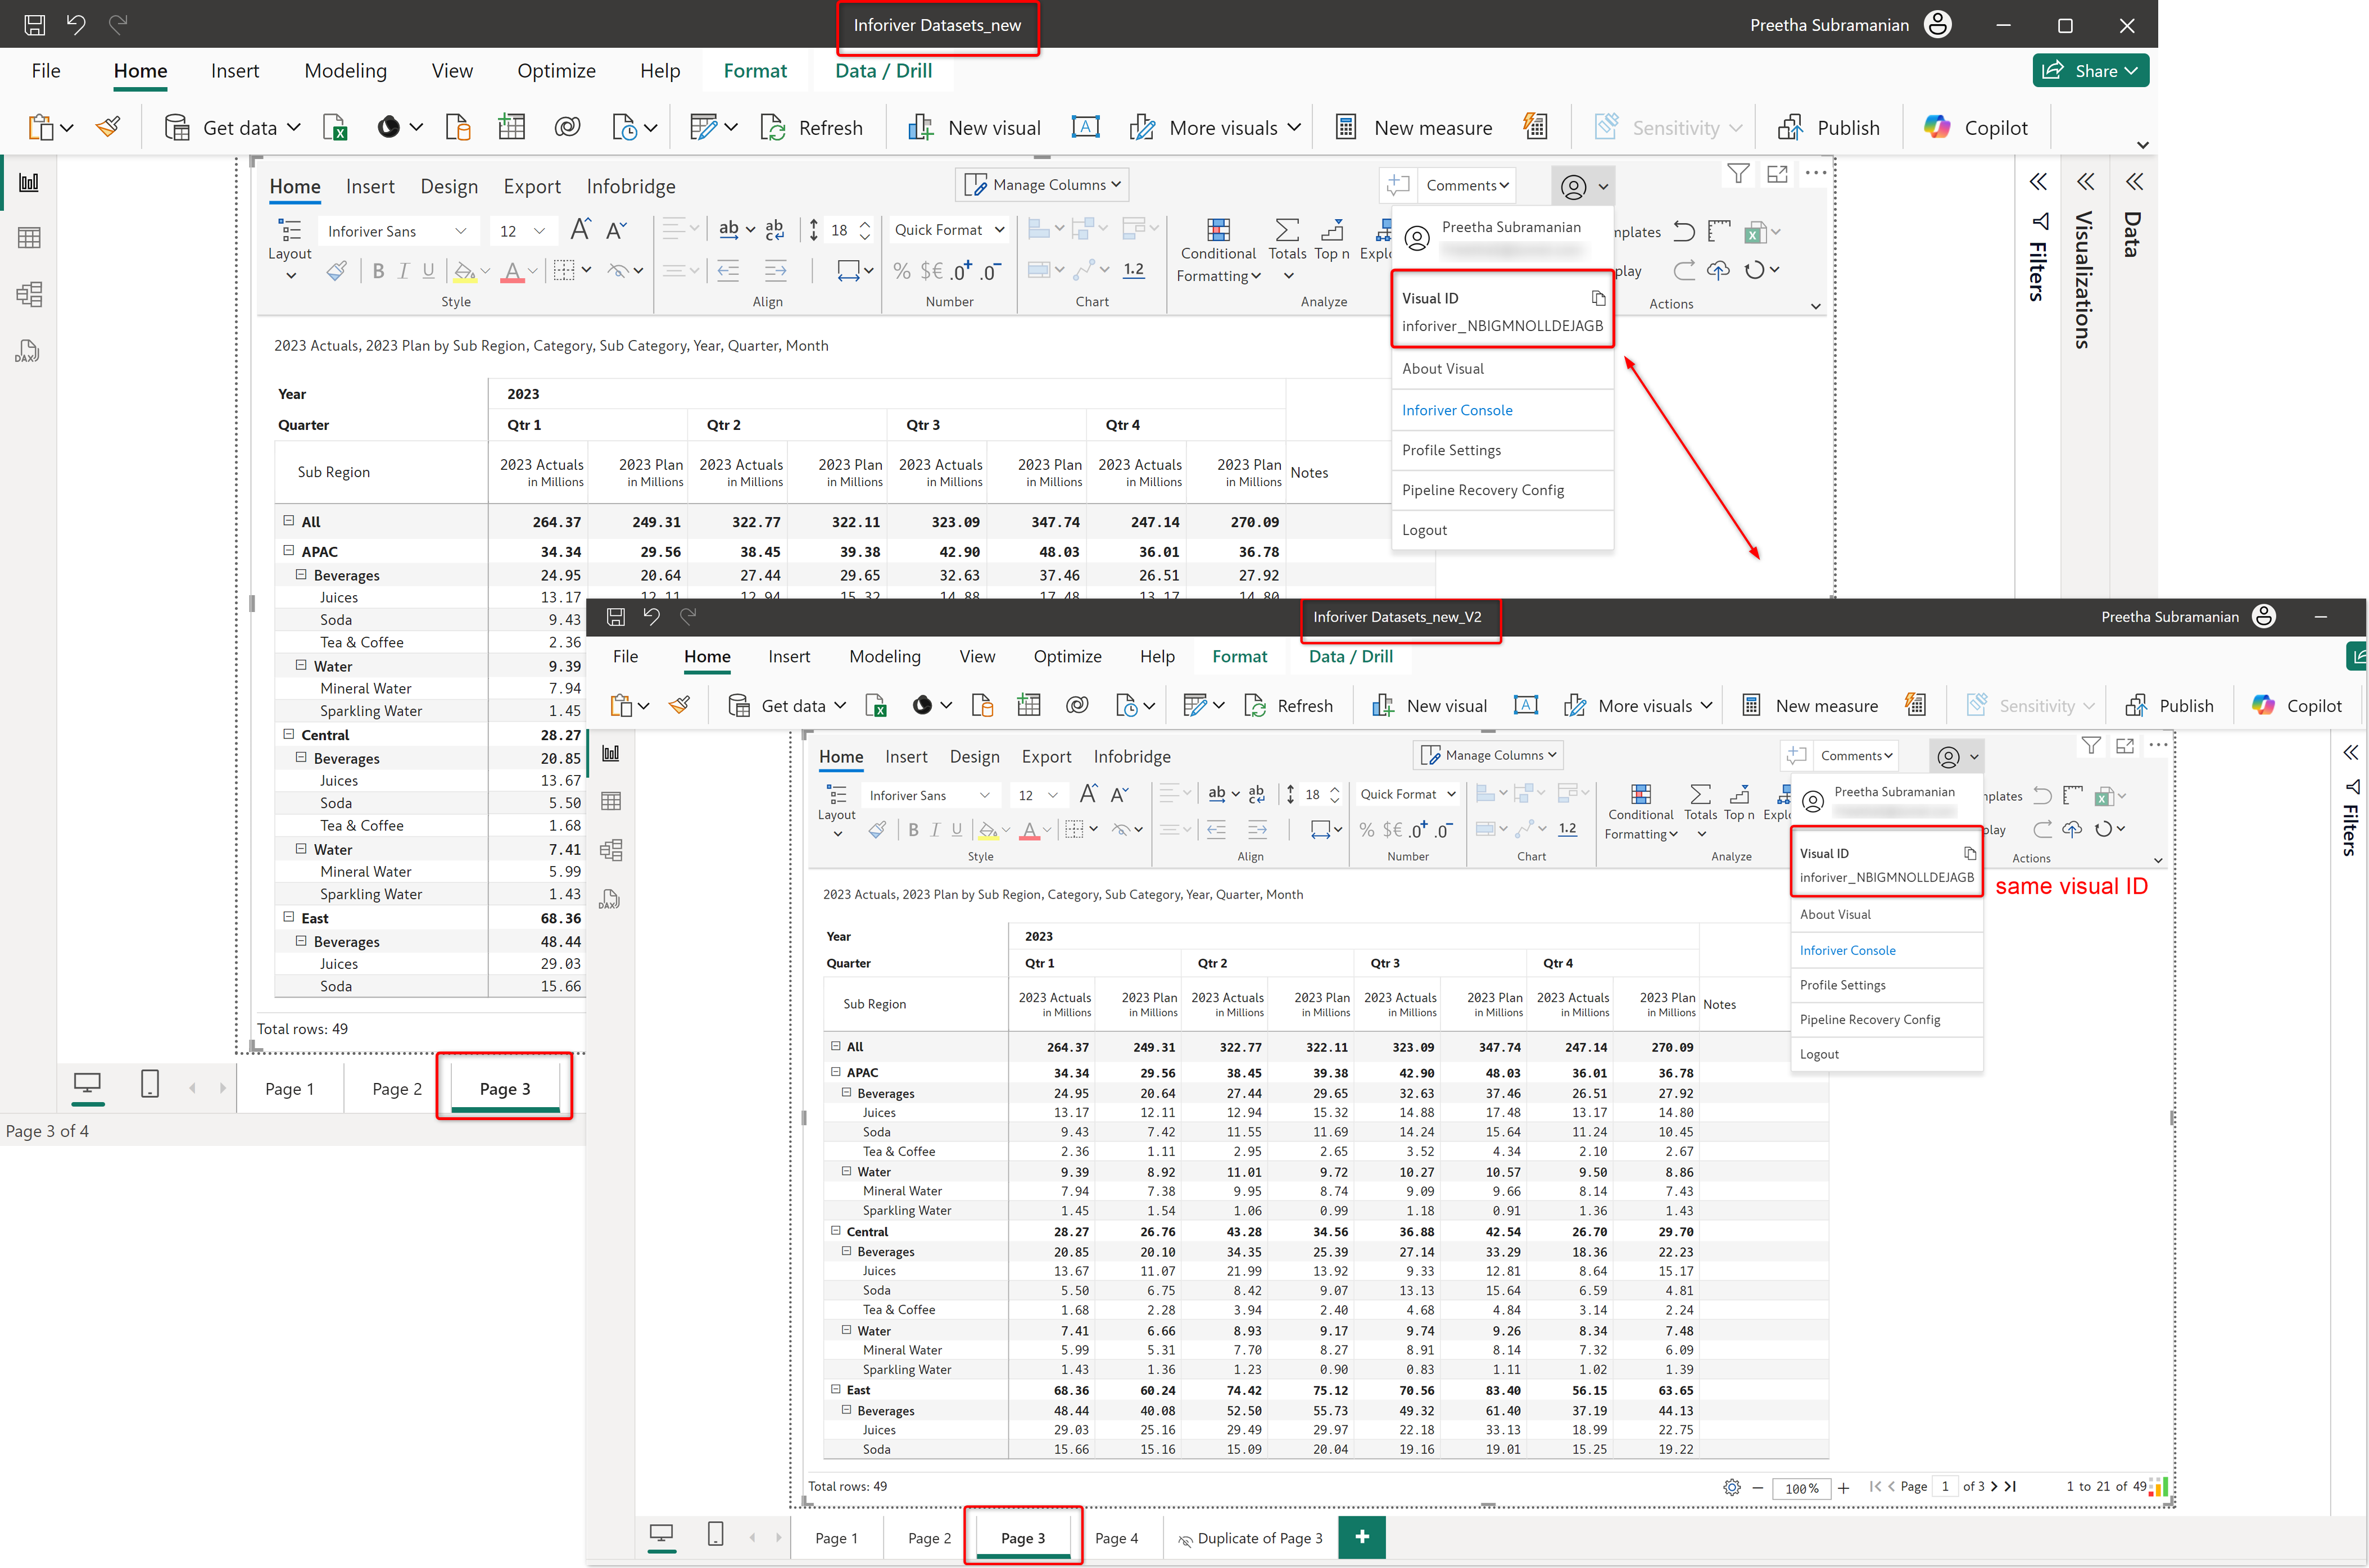 Inforiver Datasets_new
Preetha Subramanian
File Home Insert Modeling View Optimize Help Format Data / Drill
Share
Get data Refresh New visual A More visuals New measure Sensitivity Publish Copilot
Home Insert Design Export Infobridge Manage Columns Comments
Layout Inforiver Sans 12 A A ab ab 18 Quick Format
Conditional Formatting Totals Top n
B I U A % $€ .0 .0 1.2
Style Align Number Chart Analyze Actions
Preetha Subramanian
Visual ID
inforiver_NBIGMNOLLDEJAGB
About Visual
Inforiver Console
Profile Settings
Pipeline Recovery Config
Logout
Filters
Visualizations
Data
DAX
2023 Actuals, 2023 Plan by Sub Region, Category, Sub Category, Year, Quarter, Month
Year 2023
Quarter Qtr 1 Qtr 2 Qtr 3 Qtr 4
Sub Region 2023 Actuals in Millions 2023 Plan in Millions 2023 Actuals in Millions 2023 Plan in Millions 2023 Actuals in Millions 2023 Plan in Millions 2023 Actuals in Millions 2023 Plan in Millions Notes
All 264.37 249.31 322.77 322.11 323.09 347.74 247.14 270.09
APAC 34.34 29.56 38.45 39.38 42.90 48.03 36.01 36.78
Beverages 24.95 20.64 27.44 29.65 32.63 37.46 26.51 27.92
Juices 13.17 12.11 12.94 15.32 14.88 17.48 13.17 14.80
Soda 9.43
Tea & Coffee 2.36
Water 9.39
Mineral Water 7.94
Sparkling Water 1.45
Central 28.27
Beverages 20.85
Juices 13.67
Soda 5.50
Tea & Coffee 1.68
Water 7.41
Mineral Water 5.99
Sparkling Water 1.43
East 68.36
Beverages 48.44
Juices 29.03
Soda 15.66
Total rows: 49
Page 1 Page 2 Page 3
Page 3 of 4
Inforiver Datasets_new_V2
Preetha Subramanian
File Home Insert Modeling View Optimize Help Format Data / Drill
Get data Refresh New visual A More visuals New measure Sensitivity Publish Copilot
Home Insert Design Export Infobridge Manage Columns Comments
Layout Inforiver Sans 12 A A ab ab 18 Quick Format
Conditional Formatting Totals Top n
B I U A % $€ .0 .0 1.2
Style Align Number Chart Analyze Actions
Preetha Subramanian
Visual ID
inforiver_NBIGMNOLLDEJAGB
same visual ID
About Visual
Inforiver Console
Profile Settings
Pipeline Recovery Config
Logout
Filters
DAX
2023 Actuals, 2023 Plan by Sub Region, Category, Sub Category, Year, Quarter, Month
Year 2023
Quarter Qtr 1 Qtr 2 Qtr 3 Qtr 4
Sub Region 2023 Actuals in Millions 2023 Plan in Millions 2023 Actuals in Millions 2023 Plan in Millions 2023 Actuals in Millions 2023 Plan in Millions 2023 Actuals in Millions 2023 Plan in Millions Notes
All 264.37 249.31 322.77 322.11 323.09 347.74 247.14 270.09
APAC 34.34 29.56 38.45 39.38 42.90 48.03 36.01 36.78
Beverages 24.95 20.64 27.44 29.65 32.63 37.46 26.51 27.92
Juices 13.17 12.11 12.94 15.32 14.88 17.48 13.17 14.80
Soda 9.43 7.42 11.55 11.69 14.24 15.64 11.24 10.45
Tea & Coffee 2.36 1.11 2.95 2.65 3.52 4.34 2.10 2.67
Water 9.39 8.92 11.01 9.72 10.27 10.57 9.50 8.86
Mineral Water 7.94 7.38 9.95 8.74 9.09 9.66 8.14 7.43
Sparkling Water 1.45 1.54 1.06 0.99 1.18 0.91 1.36 1.43
Central 28.27 26.76 43.28 34.56 36.88 42.54 26.70 29.70
Beverages 20.85 20.10 34.35 25.39 27.14 33.29 18.36 22.23
Juices 13.67 11.07 21.99 13.92 9.33 12.81 8.64 15.17
Soda 5.50 6.75 8.42 9.07 13.13 15.64 6.59 4.81
Tea & Coffee 1.68 2.28 3.94 2.40 4.68 4.84 3.14 2.24
Water 7.41 6.66 8.93 9.17 9.74 9.26 8.34 7.48
Mineral Water 5.99 5.31 7.70 8.27 8.91 8.14 7.32 6.09
Sparkling Water 1.43 1.36 1.23 0.90 0.83 1.11 1.02 1.39
East 68.36 60.24 74.42 75.12 70.56 83.40 56.15 63.65
Beverages 48.44 40.08 52.50 55.73 49.32 61.40 37.19 44.13
Juices 29.03 25.16 29.49 29.97 22.18 33.13 18.99 22.75
Soda 15.66 15.16 15.09 20.04 19.16 19.01 15.25 19.22
Total rows: 49 100% Page 1 of 3 1 to 21 of 49
Page 1 Page 2 Page 3 Page 4 Duplicate of Page 3